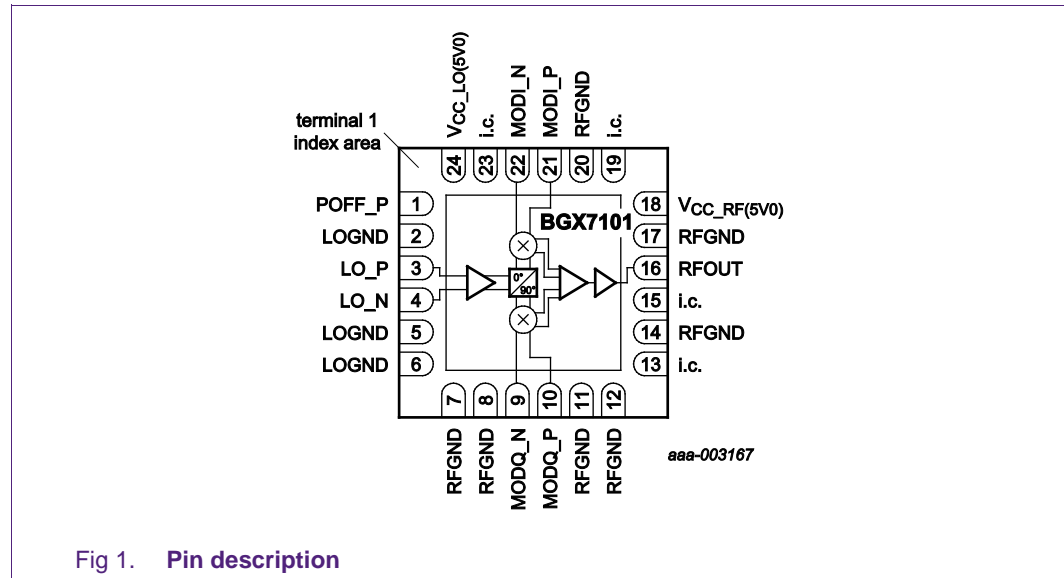 VCC_LO(5V0)
i.c.
MODI_N
MODI_P
RFGND
i.c.
terminal 1
index area
24
23
22
21
20
19
POFF_P 1
LOGND 2
LO_P 3
LO_N 4
LOGND 5
LOGND 6
BGX7101
0°
90°
18 VCC_RF(5V0)
17 RFGND
16 RFOUT
15 i.c.
14 RFGND
13 i.c.
7
8
9
10
11
12
RFGND
RFGND
MODQ_N
MODQ_P
RFGND
RFGND
aaa-003167
Fig 1. Pin description